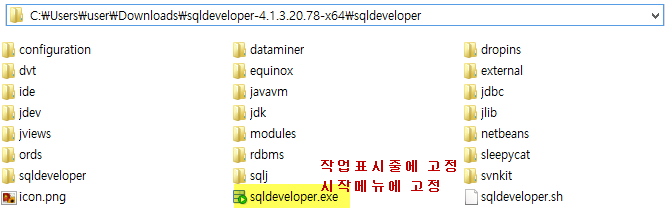 C:₩Users₩user₩Downloads₩sqldeveloper-4.1.3.20.78-x64₩sqldeveloper
configuration
dataminer
dropins
dvt
equinox
external
ide
javavm
jdbc
jdev
jdk
jlib
jviews
modules
netbeans
ords
rdbms
sleepycat
sqldeveloper
sqlj
svnkit
작업표시줄에 고정
시작메뉴에 고정
icon.png
sqldeveloper.exe
sqldeveloper.sh